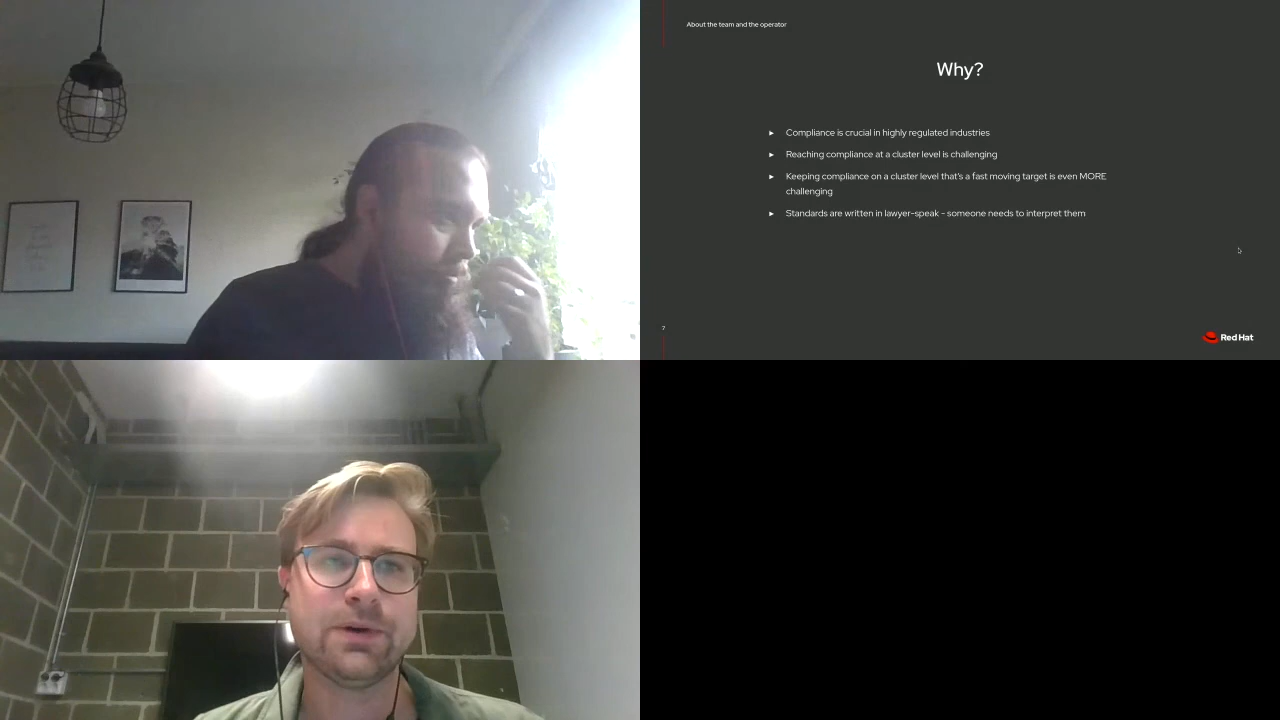 About the team and the operator
Why?
► Compliance is crucial in highly regulated industries
► Reaching compliance at a cluster level is challenging
► Keeping compliance on a cluster level that's a fast moving target is even MORE
challenging
► Standards are written in lawyer-speak - someone needs to interpret them
7
Red Hat